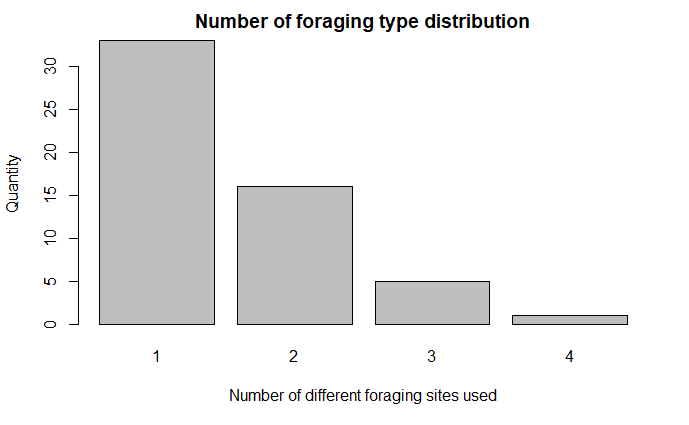 Number of foraging type distribution
Quantity
30
25
20
15
10
5
0
1 2 3 4
Number of different foraging sites used